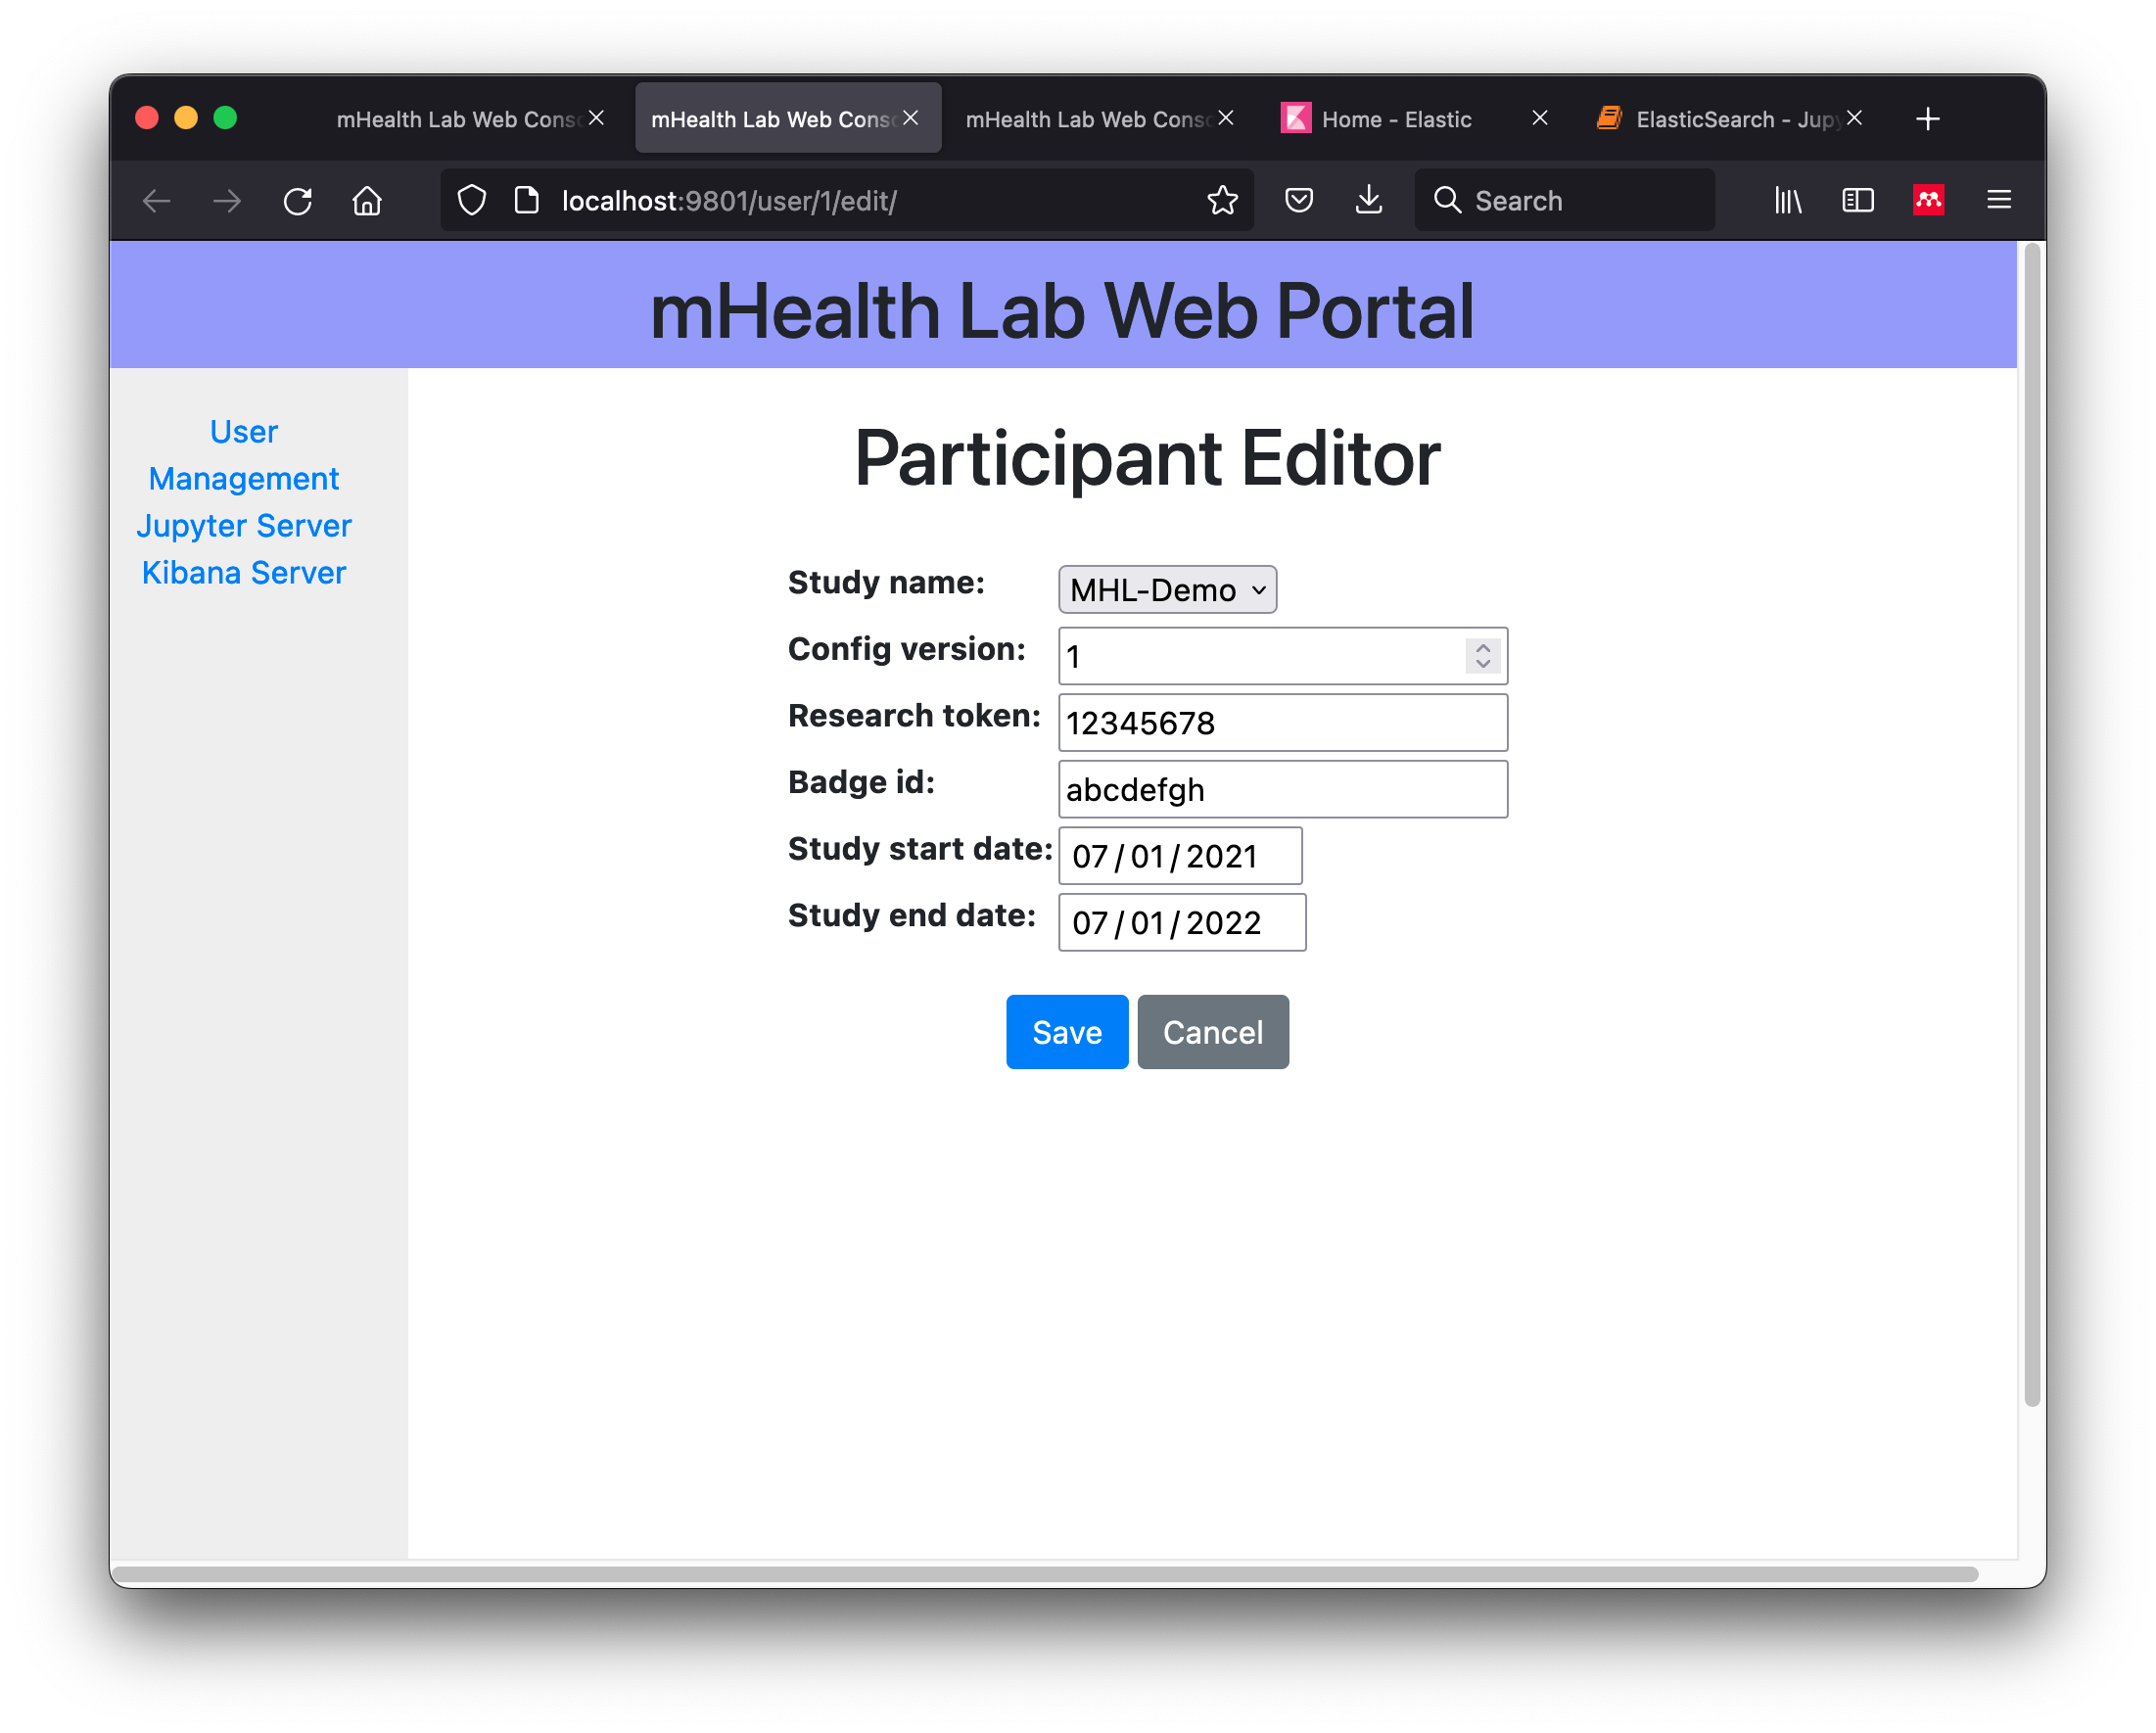 mHealth Lab Web Cons
mHealth Lab Web Cons
mHealth Lab Web Cons
Home - Elastic
ElasticSearch - Jupy
localhost:9801/user/1/edit/
Search
mHealth Lab Web Portal
User
Management
Jupyter Server
Kibana Server
Participant Editor
Study name: MHL-Demo
Config version: 1
Research token: 12345678
Badge id: abcdefgh
Study start date: 07/01/2021
Study end date: 07/01/2022
Save Cancel